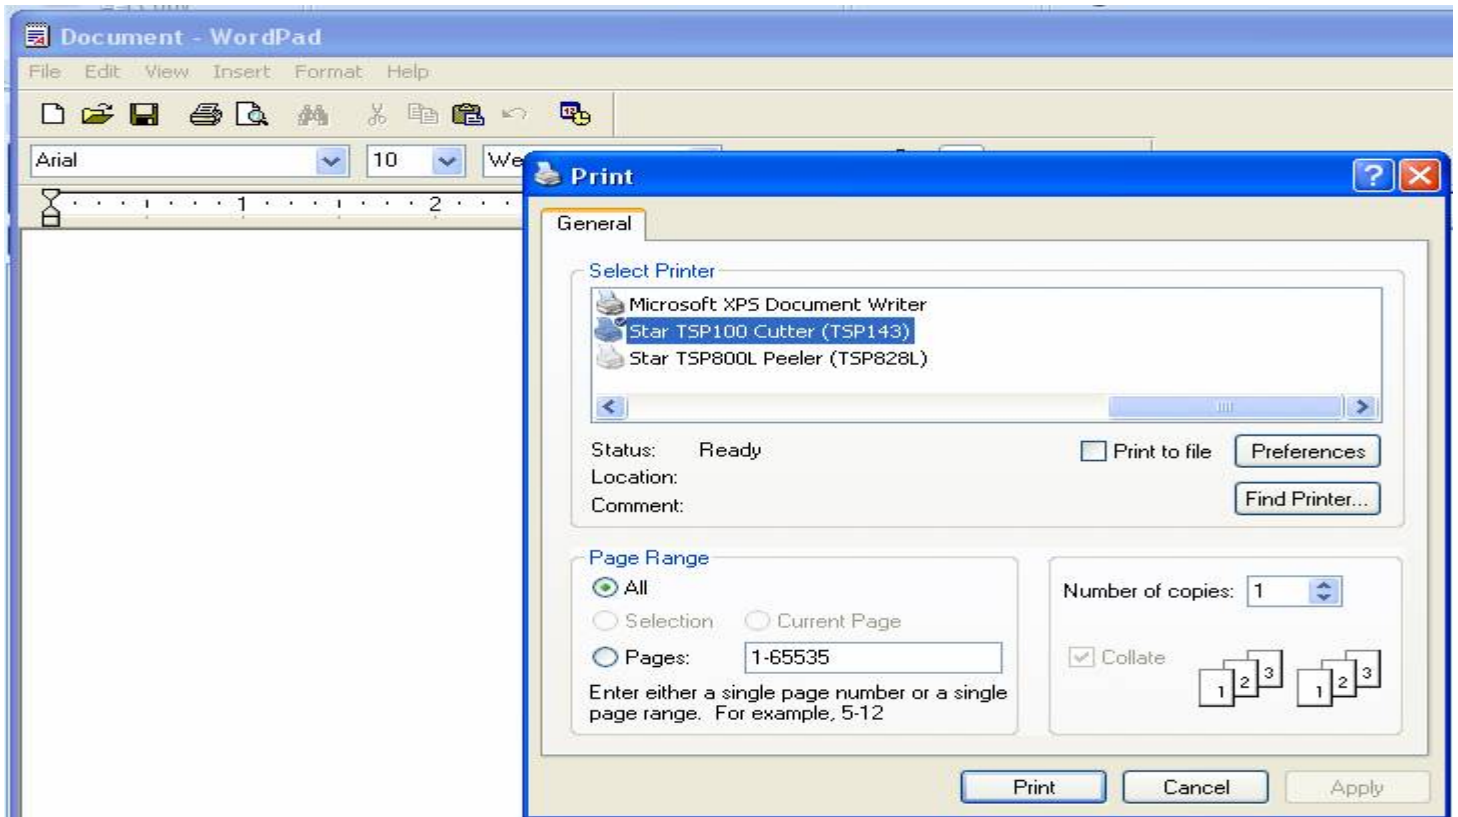 Copy
Document - WordPad
File Edit View Insert Format Help
Arial 10 We
1 2
Print
General
Select Printer
Microsoft XPS Document Writer
Star TSP100 Cutter (TSP143)
Star TSP800L Peeler (TSP828L)
Status: Ready Print to file Preferences
Location:
Comment: Find Printer...
Page Range
All Number of copies: 1
Selection Current Page
Pages: 1-65535 Collate
1 2 3 1 2 3
Enter either a single page number or a single
page range. For example, 5-12
Print Cancel Apply